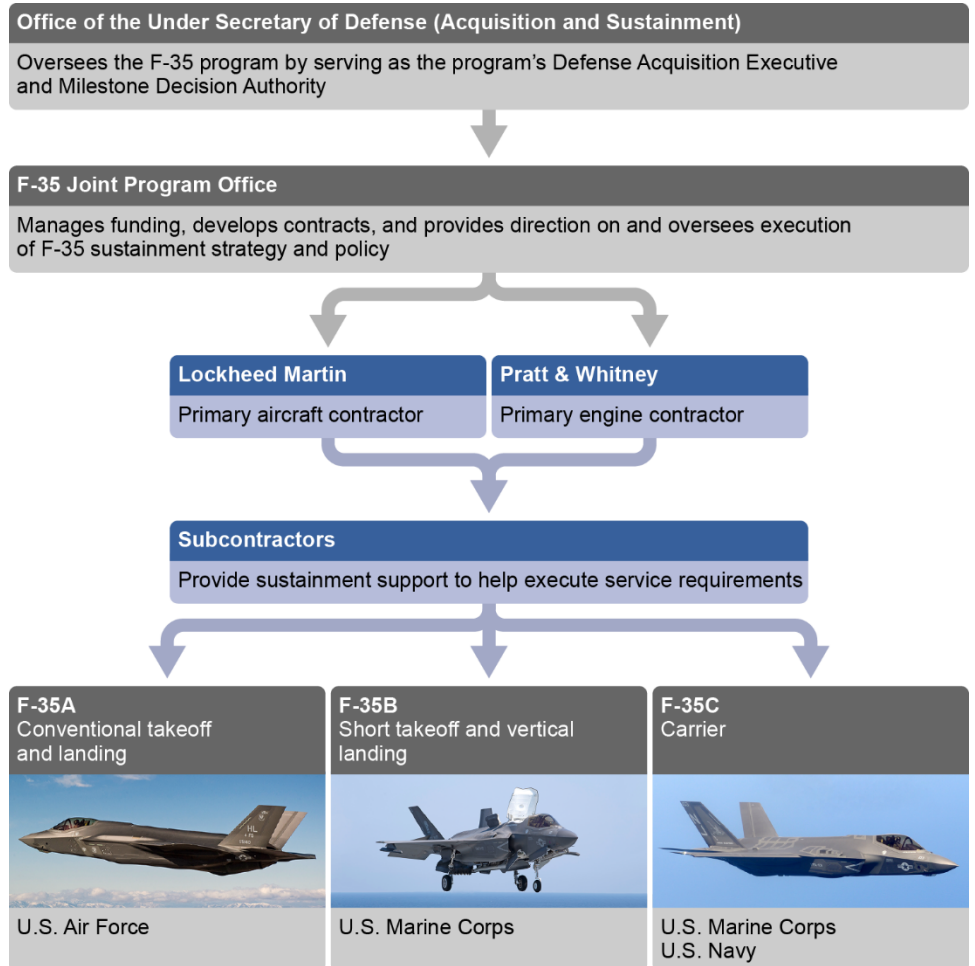 Office of the Under Secretary of Defense (Acquisition and Sustainment)
Oversees the F-35 program by serving as the program’s Defense Acquisition Executive
and Milestone Decision Authority
F-35 Joint Program Office
Manages funding, develops contracts, and provides direction on and oversees execution
of F-35 sustainment strategy and policy
Lockheed Martin
Primary aircraft contractor
Pratt & Whitney
Primary engine contractor
Subcontractors
Provide sustainment support to help execute service requirements
F-35A
Conventional takeoff
and landing
HL
U.S. Air Force
F-35B
Short takeoff and vertical
landing
U.S. Marine Corps
F-35C
Carrier
U.S. Marine Corps
U.S. Navy